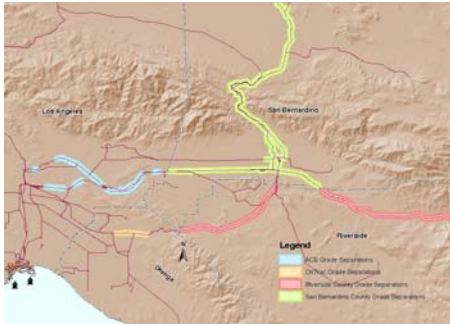 Los Angeles
San Bernardino
Riverside
Orange
N
Legend
ACE Grade Separations
OnTrac Grade Separations
Riverside County Grade Separations
San Bernardino County Grade Separations